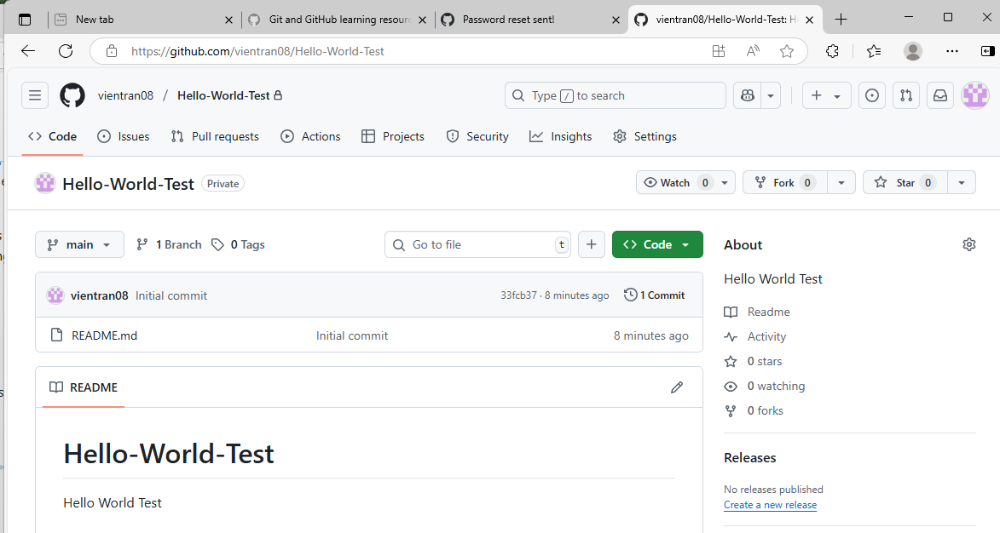 New tab
Git and GitHub learning resourc
Password reset sent!
vientran08/Hello-World-Test: H
https://github.com/vientran08/Hello-World-Test
vientran08 / Hello-World-Test
Type / to search
Code
Issues
Pull requests
Actions
Projects
Security
Insights
Settings
Hello-World-Test Private
Watch 0
Fork 0
Star 0
main
1 Branch
0 Tags
Go to file t
Code
vientran08 Initial commit
33fcb37 · 8 minutes ago
1 Commit
README.md
Initial commit
8 minutes ago
README
Hello-World-Test
Hello World Test
About
Hello World Test
Readme
Activity
0 stars
0 watching
0 forks
Releases
No releases published
Create a new release